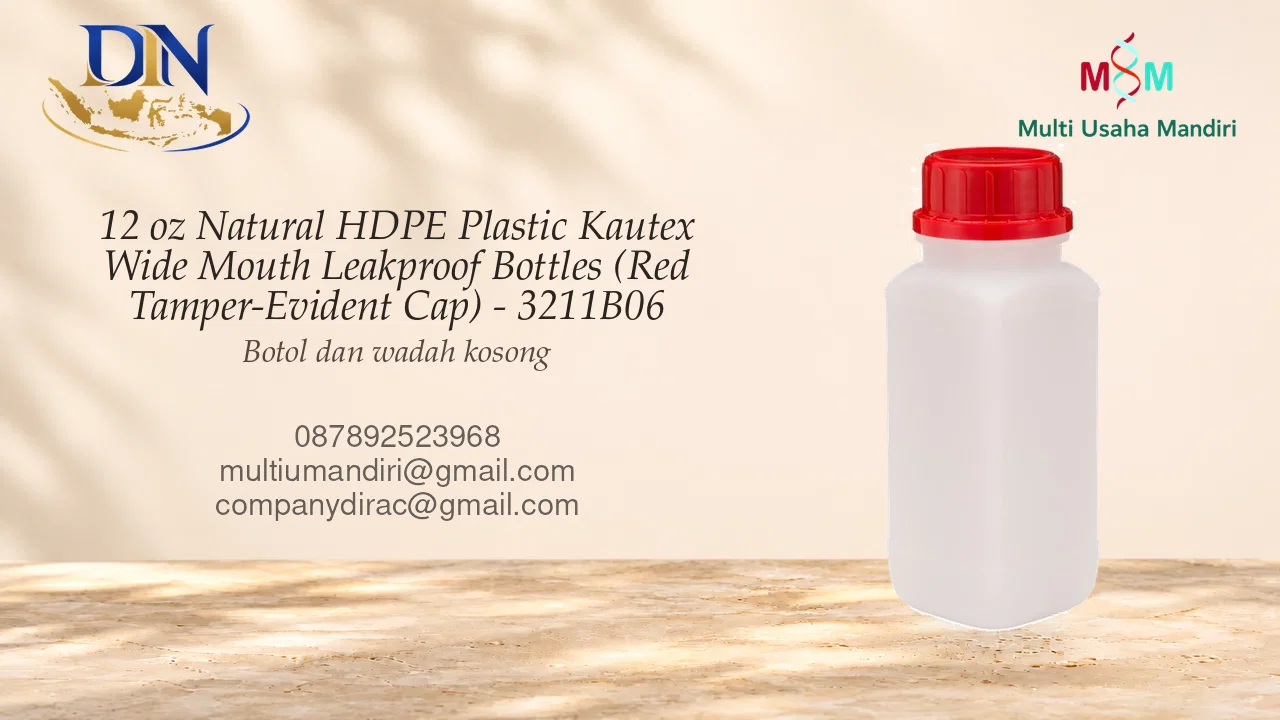 DIN
M M
Multi Usaha Mandiri
12 oz Natural HDPE Plastic Kautex
Wide Mouth Leakproof Bottles (Red
Tamper-Evident Cap) - 3211B06
Botol dan wadah kosong
087892523968
multiumandiri@gmail.com
companydirac@gmail.com